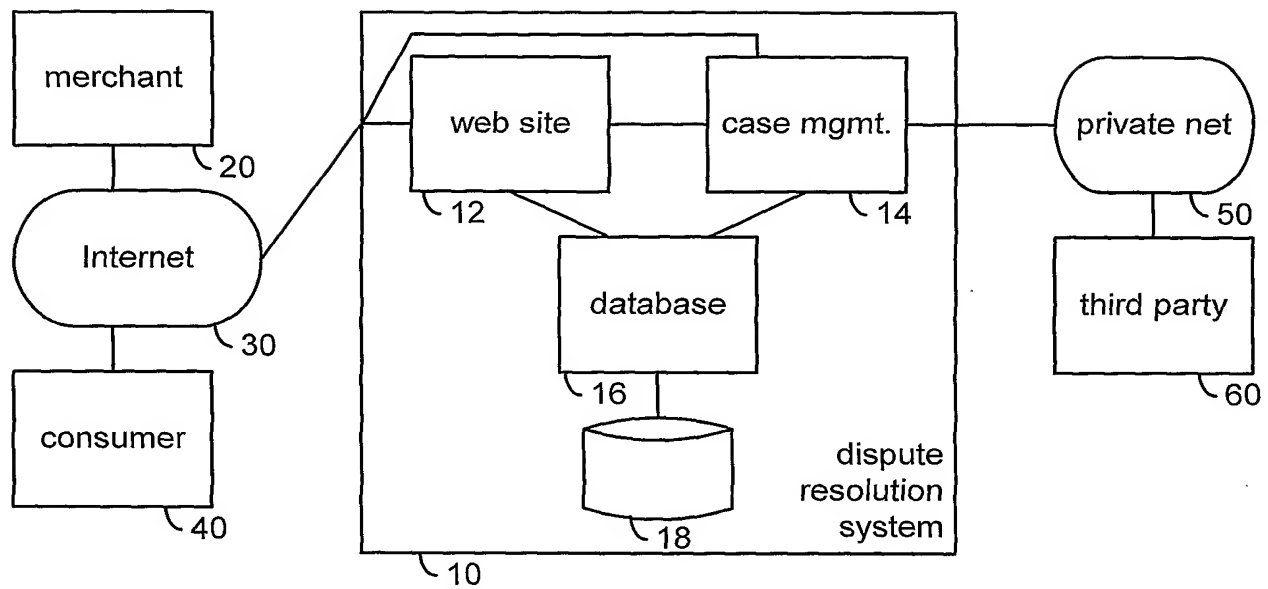 merchant
20
Internet
30
consumer
40
web site
12
case mgmt.
14
database
16
18
dispute
resolution
system
10
private net
50
third party
60